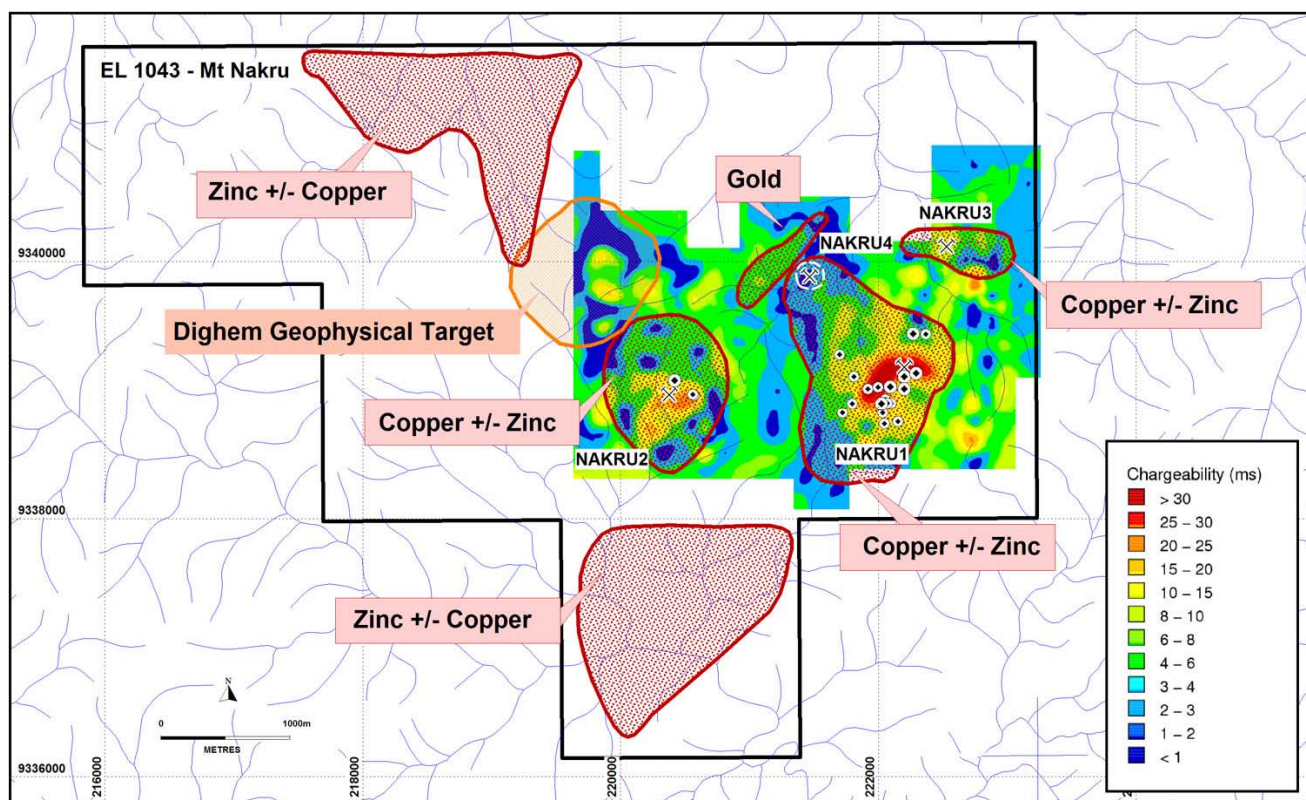 EL 1043 - Mt Nakru
Zinc +/- Copper
Gold
NAKRU3
NAKRU4
9340000
Copper +/- Zinc
Dighem Geophysical Target
Copper +/- Zinc
NAKRU2
NAKRU1
Chargeability (ms)
> 30
25 – 30
20 – 25
15 – 20
10 – 15
8 – 10
6 – 8
4 – 6
3 – 4
2 – 3
1 – 2
< 1
9338000
Copper +/- Zinc
Zinc +/- Copper
N
0 1000m
METRES
9336000
216000
218000
220000
222000